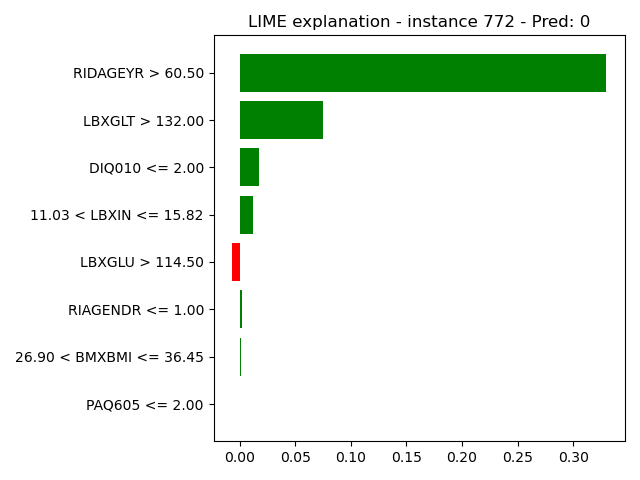 LIME explanation - instance 772 - Pred: 0
RIDAGEYR > 60.50
LBXGLT > 132.00
DIQ010 <= 2.00
11.03 < LBXIN <= 15.82
LBXGLU > 114.50
RIAGENDR <= 1.00
26.90 < BMXBMI <= 36.45
PAQ605 <= 2.00
0.00 0.05 0.10 0.15 0.20 0.25 0.30